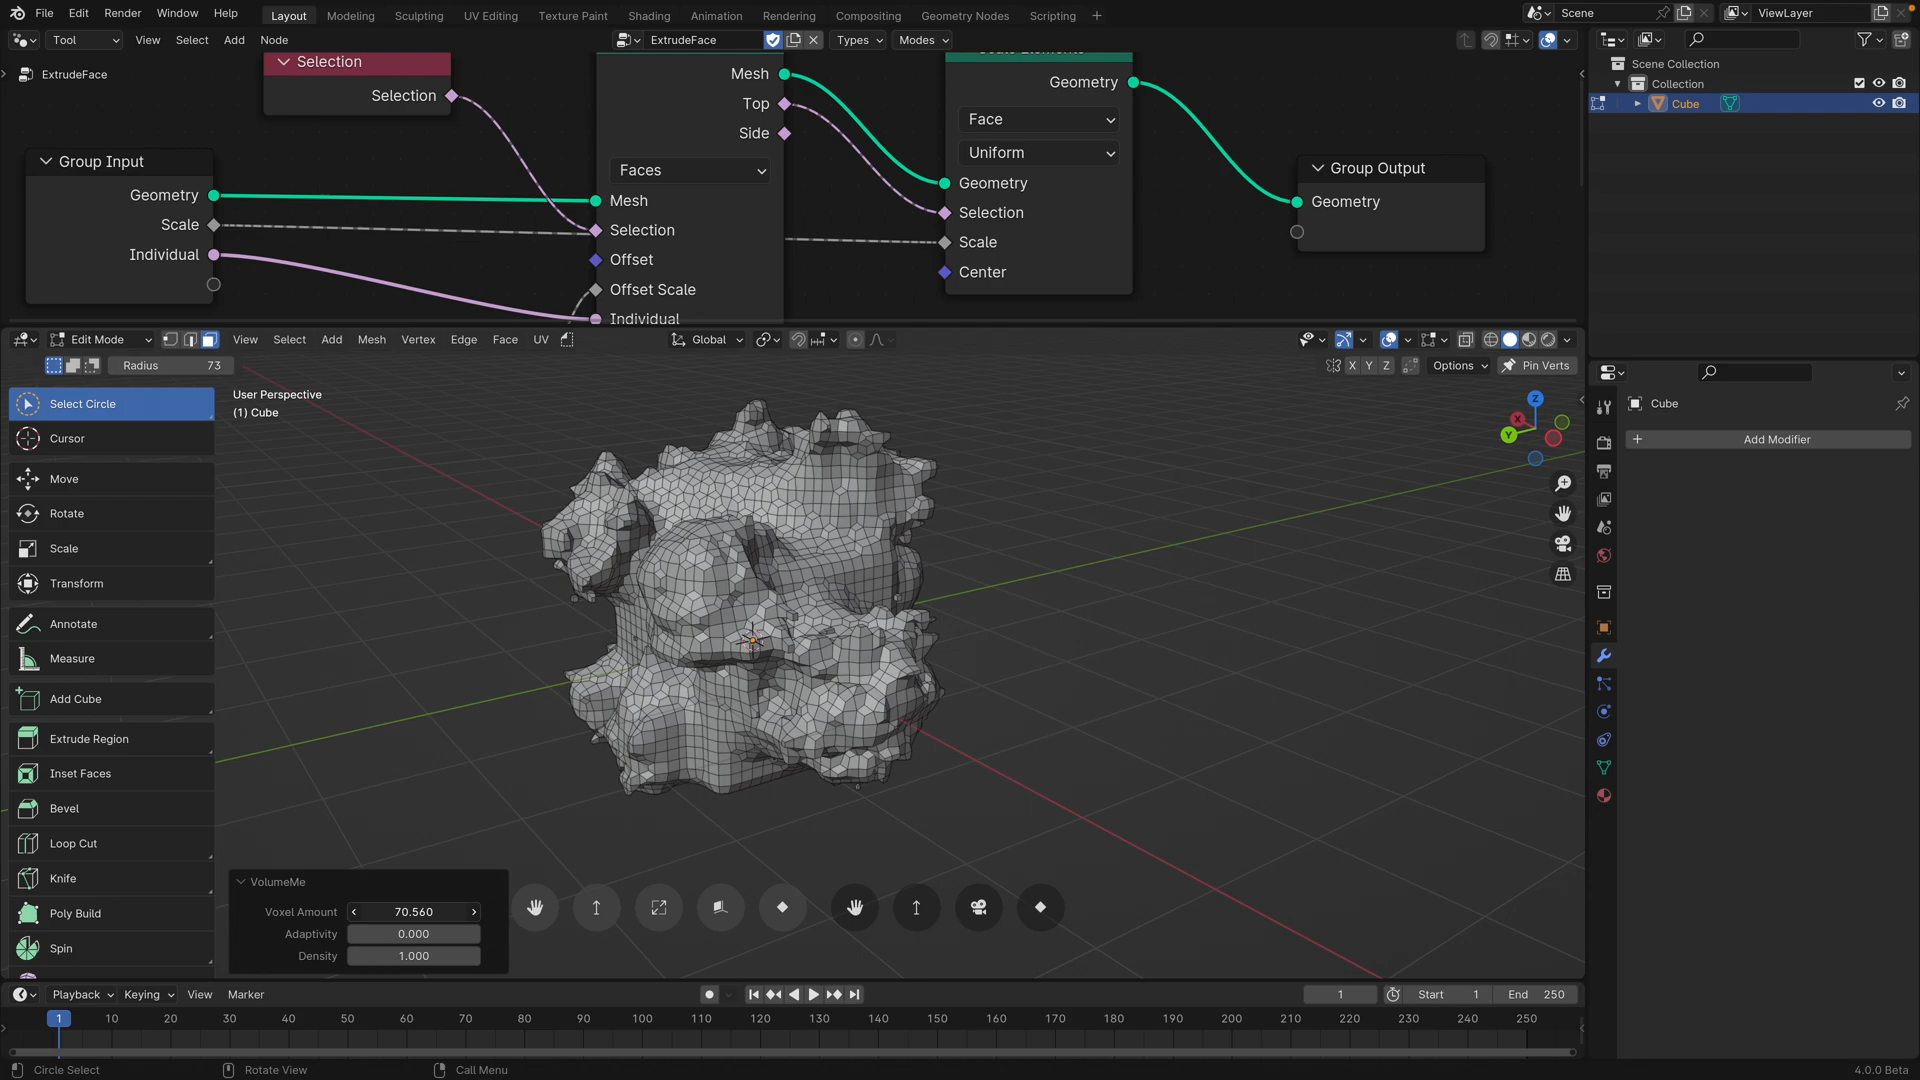 File Edit Render Window Help Layout Modeling Sculpting UV Editing Texture Paint Shading Animation Rendering Compositing Geometry Nodes Scripting + Scene ViewLayer
Tool View Select Add Node ExtrudeFace Types Modes
ExtrudeFace
Selection
Selection
Group Input
Geometry
Scale
Individual
Mesh
Top
Side
Faces
Mesh
Selection
Offset
Offset Scale
Individual
Geometry
Face
Uniform
Geometry
Selection
Scale
Center
Group Output
Geometry
Scene Collection
Collection
Cube
Edit Mode View Select Add Mesh Vertex Edge Face UV Global
Radius 73 X Y Z Options Pin Verts
User Perspective
(1) Cube
Z
X
Y
Select Circle
Cursor
Move
Rotate
Scale
Transform
Annotate
Measure
Add Cube
Extrude Region
Inset Faces
Bevel
Loop Cut
Knife
Poly Build
Spin
VolumeMe
Voxel Amount 70.560
Adaptivity 0.000
Density 1.000
Cube
+ Add Modifier
Playback Keying View Marker 1 Start 1 End 250
1 10 20 30 40 50 60 70 80 90 100 110 120 130 140 150 160 170 180 190 200 210 220 230 240 250
Circle Select Rotate View Call Menu 4.0.0 Beta